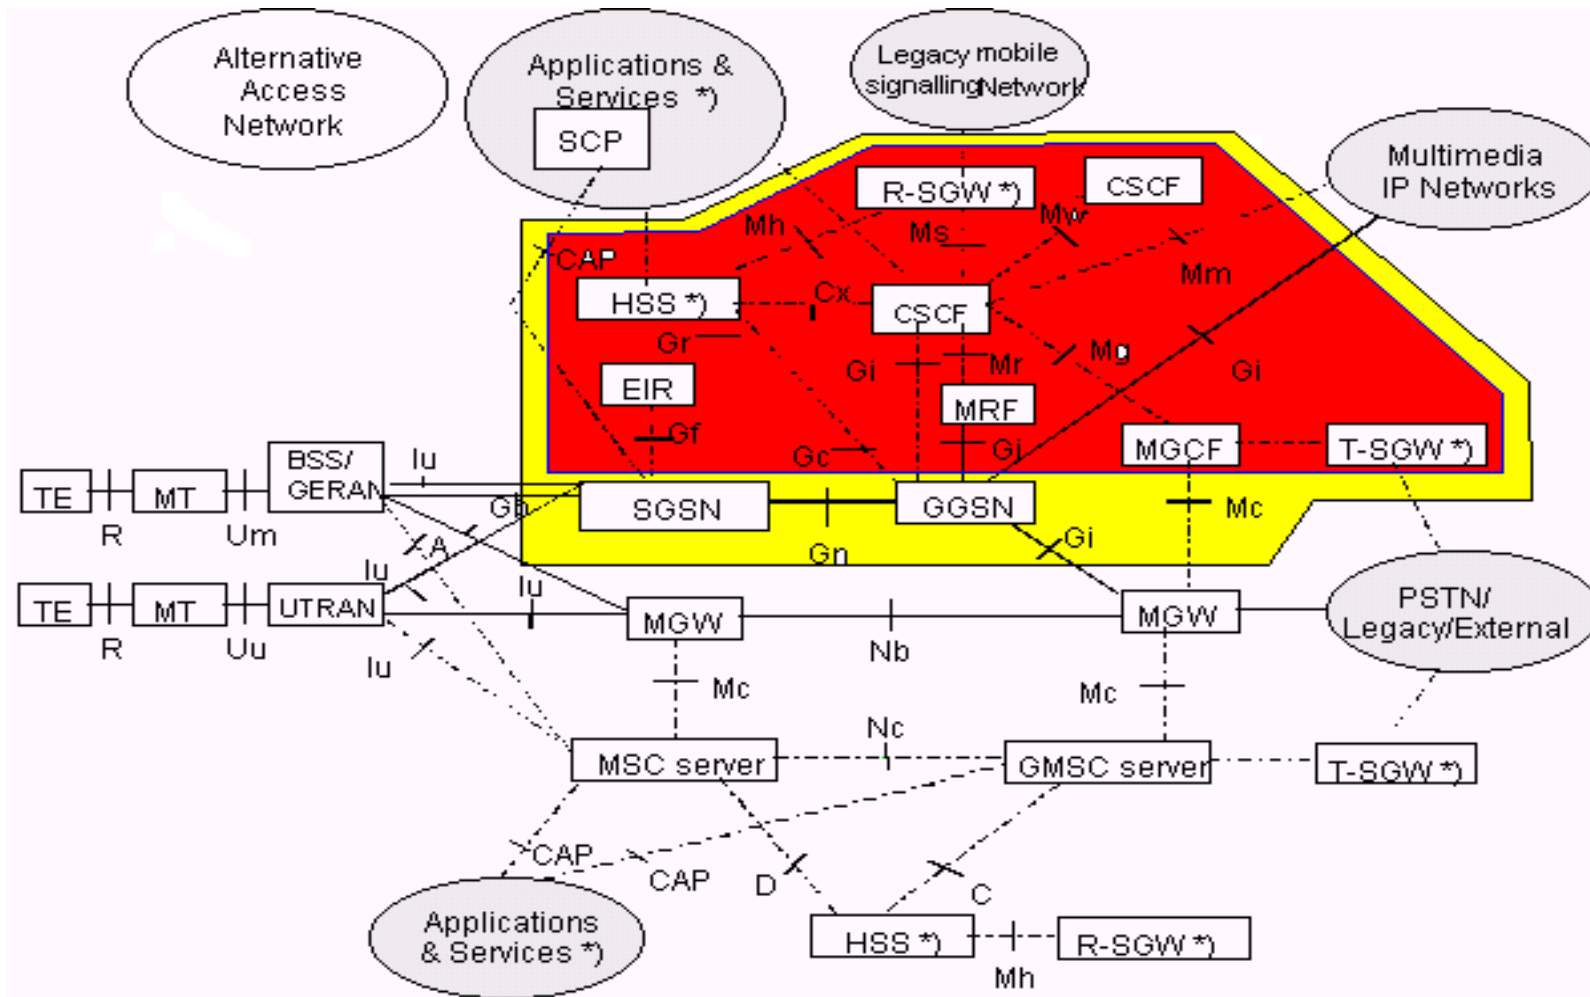 Alternative
Access
Network
Applications &
Services *)
SCP
Legacy mobile
signalling Network
Multimedia
IP Networks
R-SGW *)
CSCF
Mh
Ms
Mw
Mm
CAP
HSS *)
Cx
CSCF
Gr
Gi
Mr
Mg
Gi
EIR
MRF
Gf
Gc
Gi
MGCF
T-SGW *)
BSS/
GERAN
Iu
TE
MT
SGSN
GGSN
Gb
Mc
R
Um
A
Gn
Gi
Iu
Iu
TE
MT
UTRAN
MGW
MGW
PSTN/
Legacy/External
R
Uu
Iu
Nb
Mc
Mc
Nc
MSC server
GMSC server
T-SGW *)
CAP
CAP
D
C
Applications
& Services *)
HSS *)
R-SGW *)
Mh